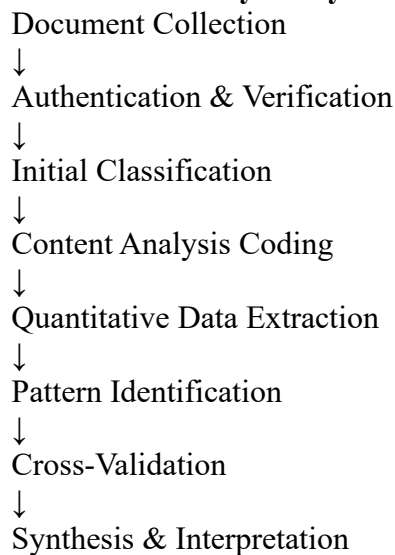 Document Collection
↓
Authentication & Verification
↓
Initial Classification
↓
Content Analysis Coding
↓
Quantitative Data Extraction
↓
Pattern Identification
↓
Cross-Validation
↓
Synthesis & Interpretation